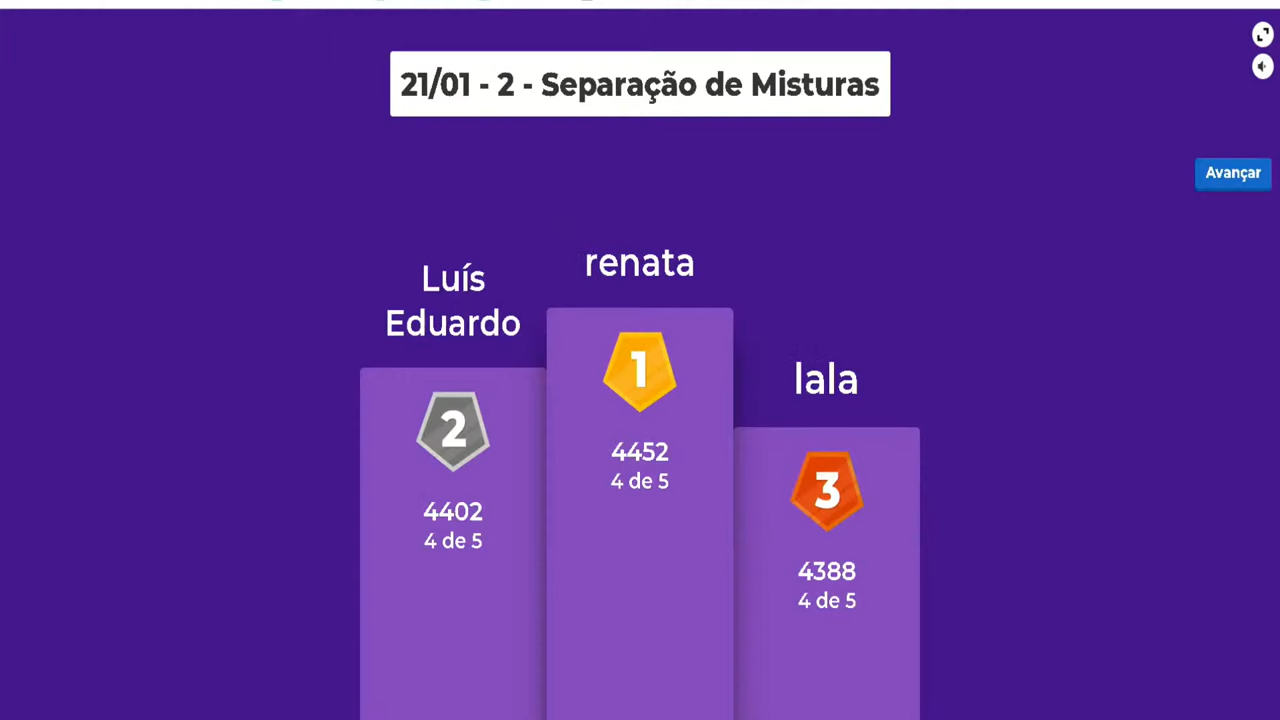 21/01 - 2 - Separação de Misturas
Avançar
Luís
Eduardo
2
4402
4 de 5
renata
1
4452
4 de 5
lala
3
4388
4 de 5